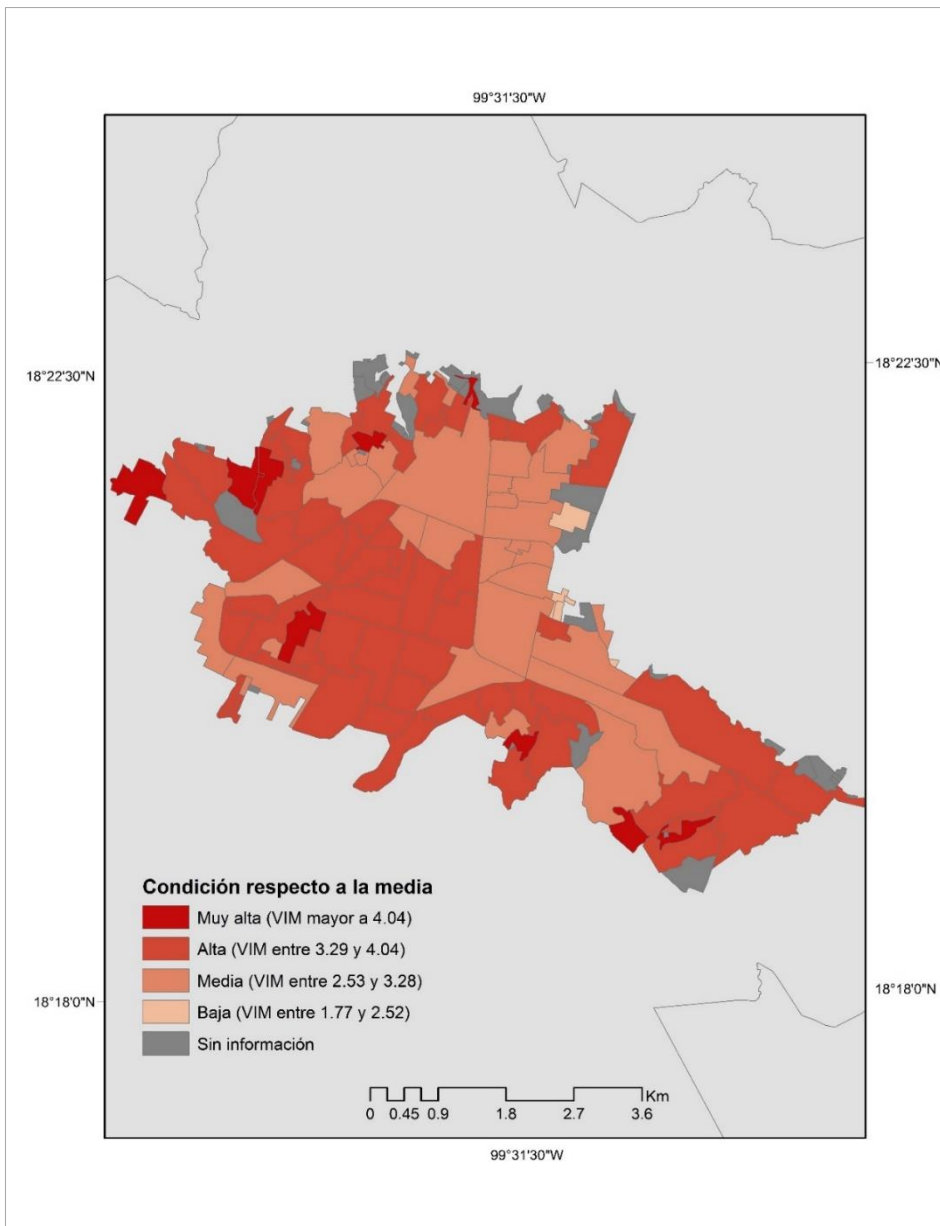 99°31'30"W
18°22'30"N
18°22'30"N
Condición respecto a la media
Muy alta (VIM mayor a 4.04)
Alta (VIM entre 3.29 y 4.04)
Media (VIM entre 2.53 y 3.28)
Baja (VIM entre 1.77 y 2.52)
Sin información
18°18'0"N
18°18'0"N
Km
0 0.45 0.9 1.8 2.7 3.6
99°31'30"W